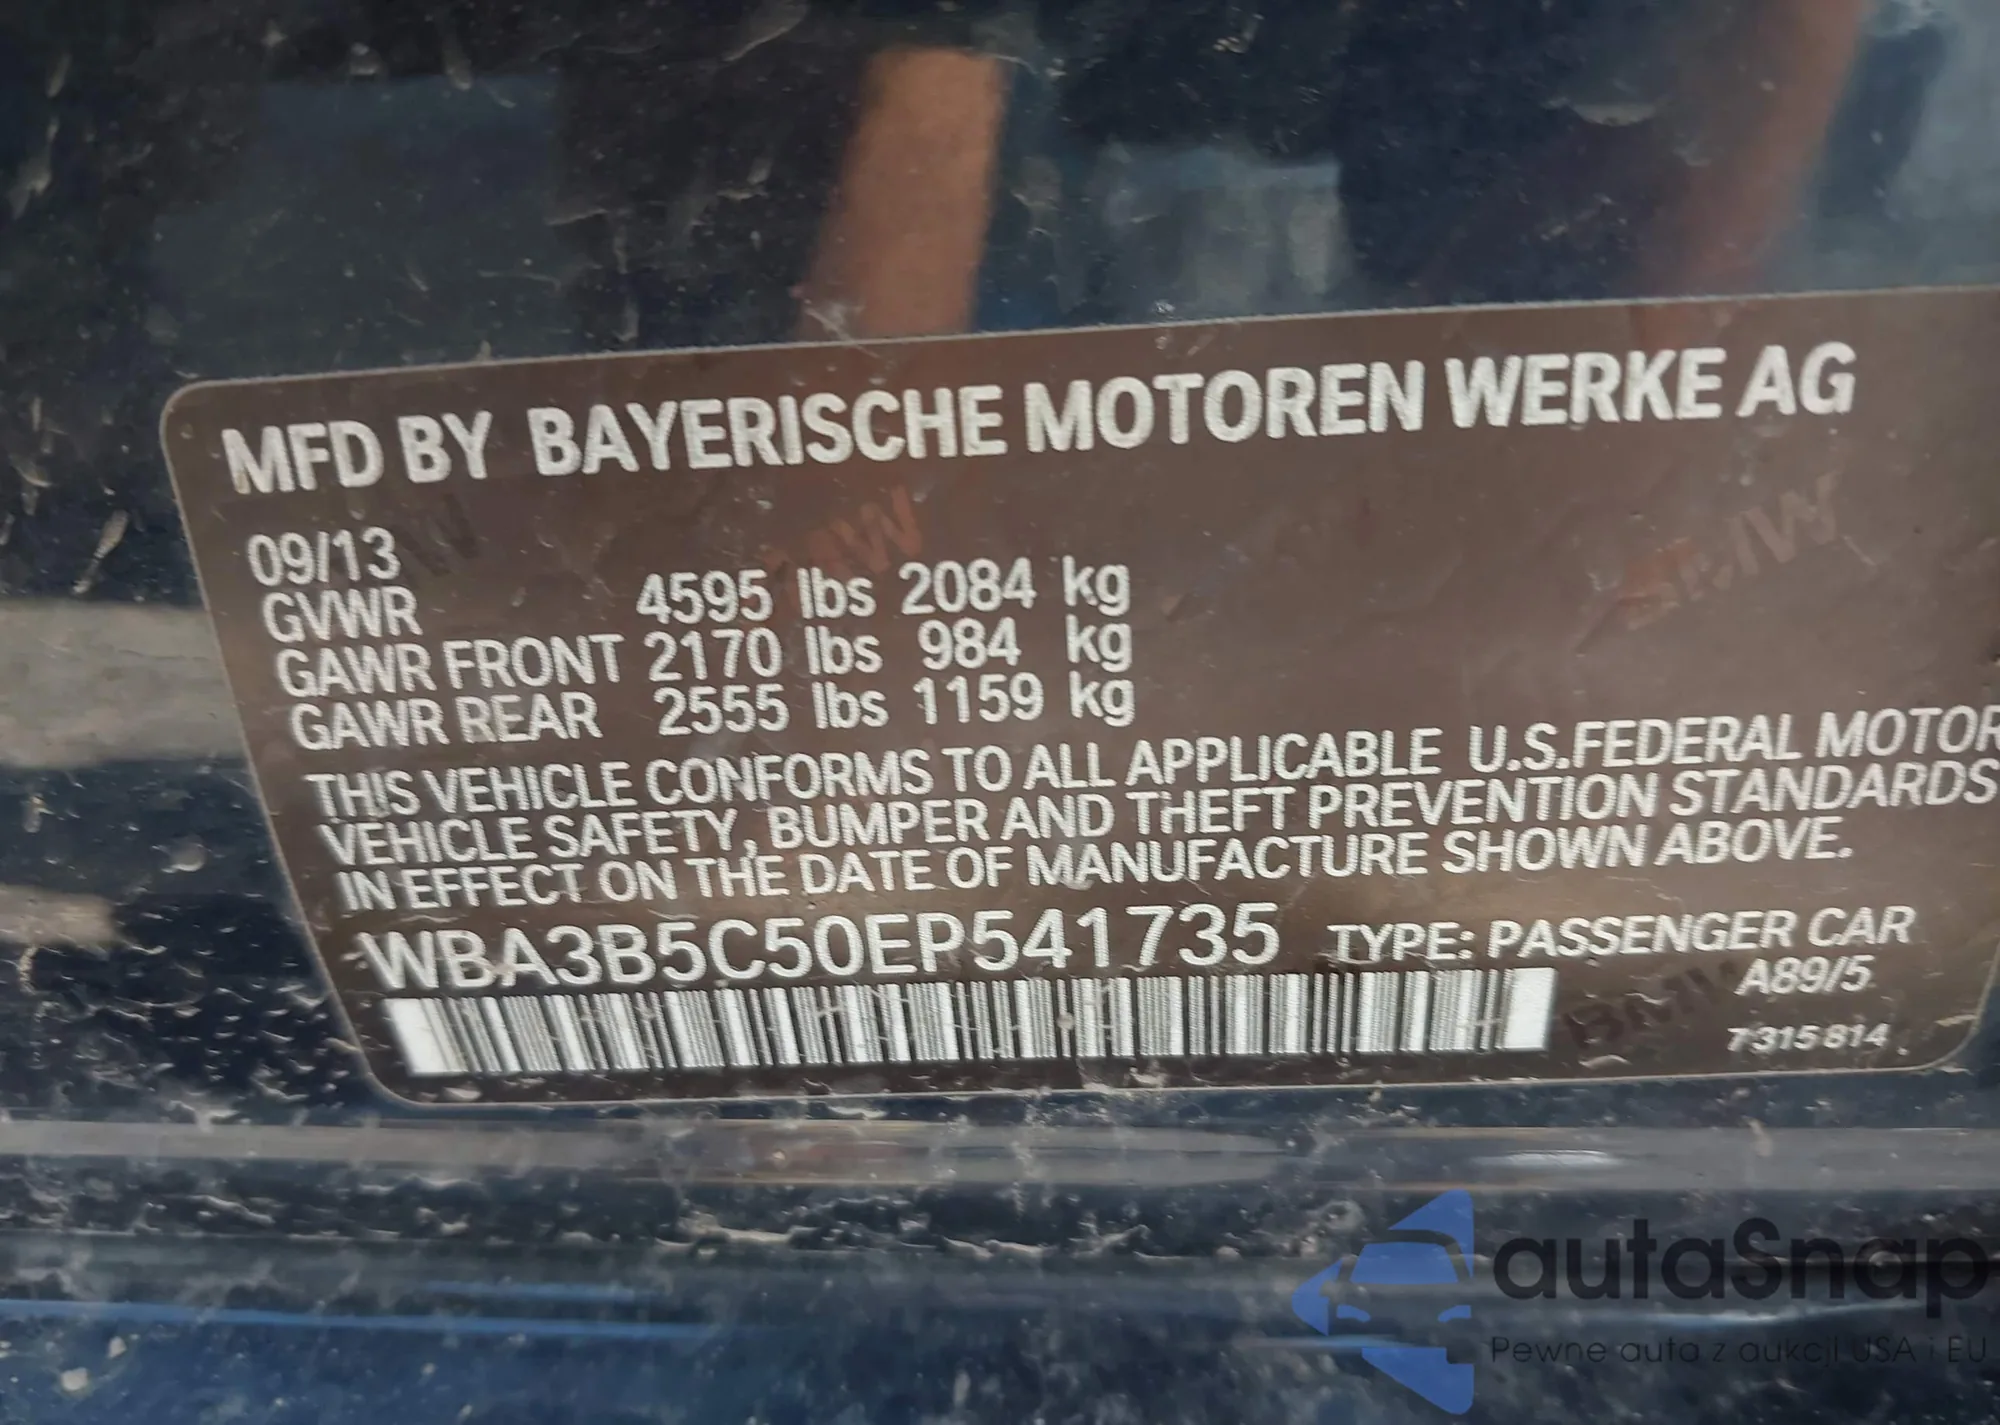 MFD BY BAYERISCHE MOTOREN WERKE AG
09/13
GVWR 4595 lbs 2084 kg
GAWR FRONT 2170 lbs 984 kg
GAWR REAR 2555 lbs 1159 kg
THIS VEHICLE CONFORMS TO ALL APPLICABLE U.S.FEDERAL MOTOR
VEHICLE SAFETY, BUMPER AND THEFT PREVENTION STANDARDS
IN EFFECT ON THE DATE OF MANUFACTURE SHOWN ABOVE.
WBA3B5C50EP541735 TYPE: PASSENGER CAR
A89/5
7315814
BMW
autaSnap
Pewne auta z aukcji USA i EU